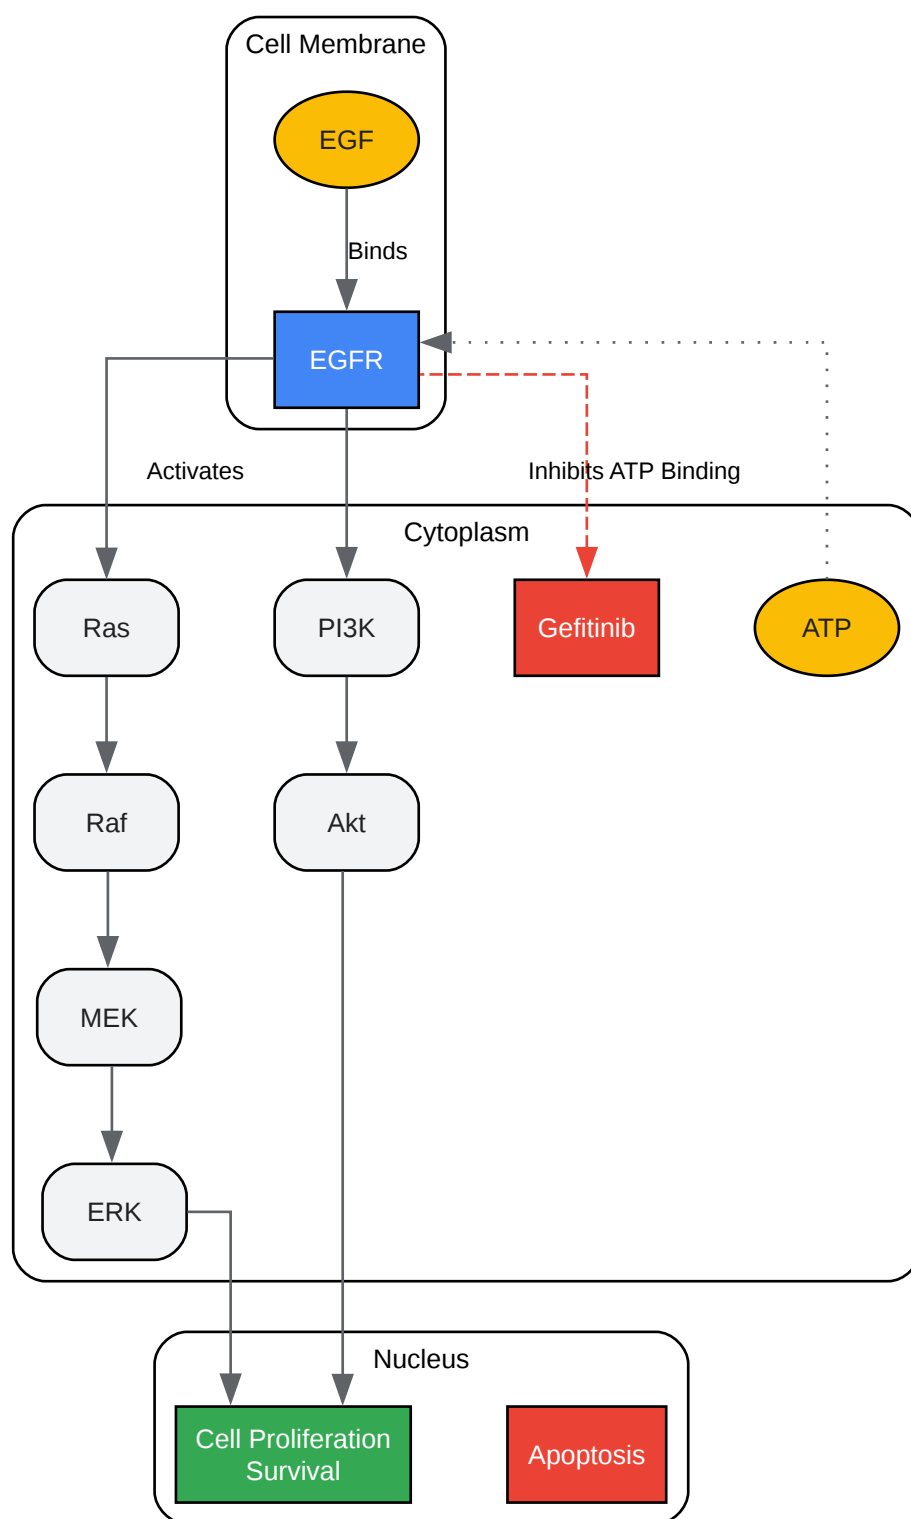 Cell Membrane
EGF
Binds
EGFR
Activates
Inhibits ATP Binding
Cytoplasm
Ras
PI3K
Gefitinib
ATP
Raf
Akt
MEK
ERK
Nucleus
Cell Proliferation
Survival
Apoptosis